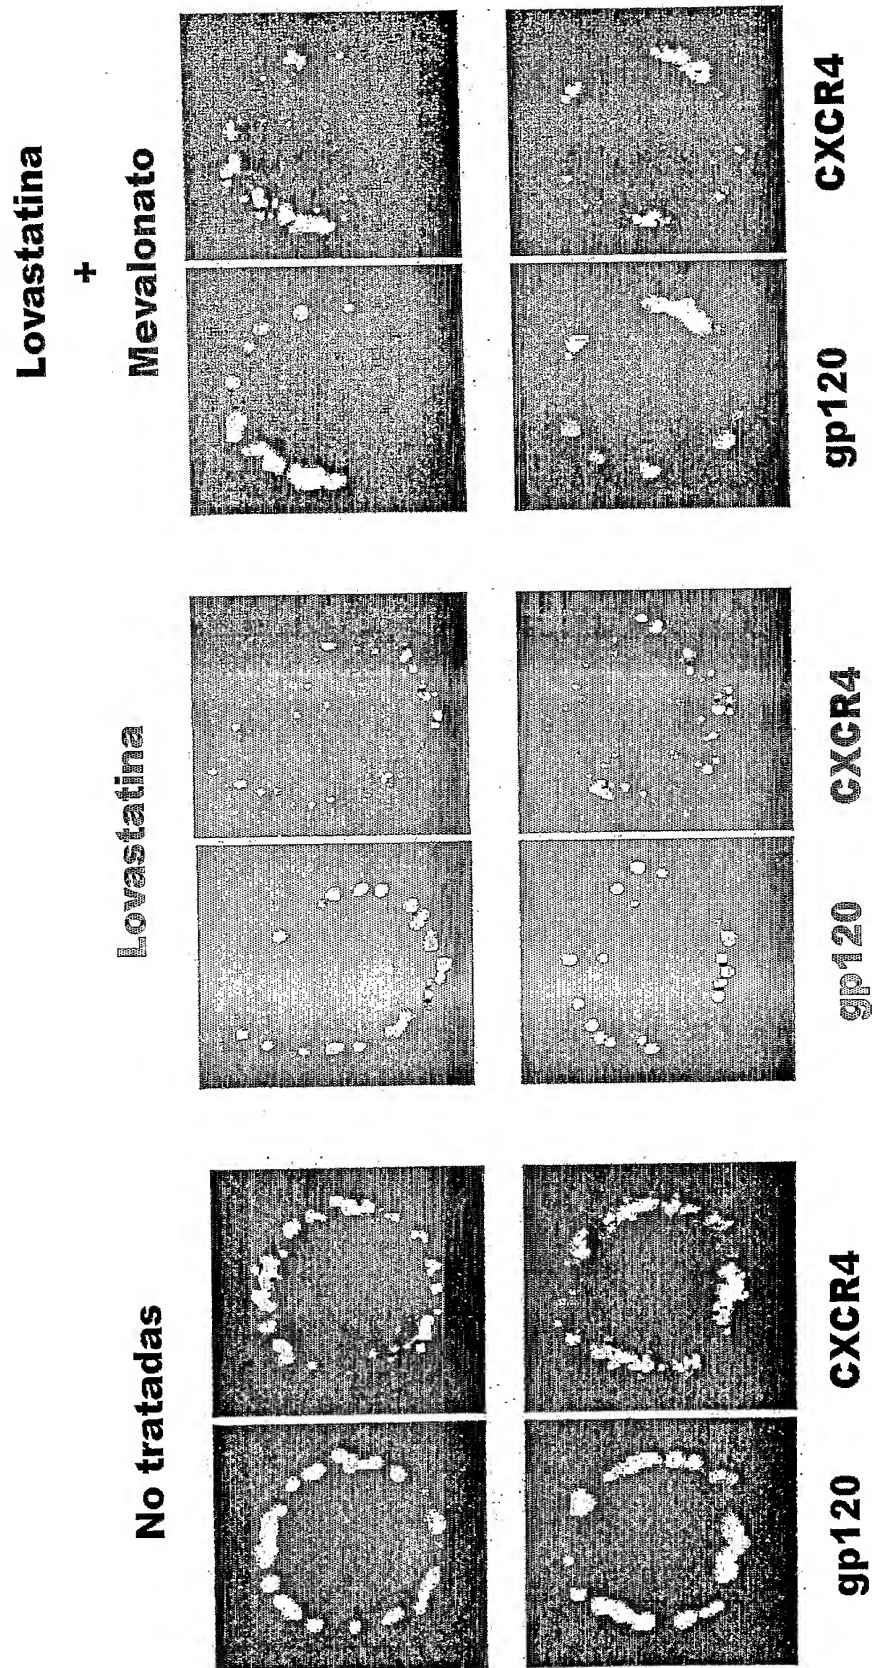 No tratadas
Lovastatina
Lovastatina
+
Mevalonato
gp120 CXCR4
gp120 CXCR4
gp120 CXCR4